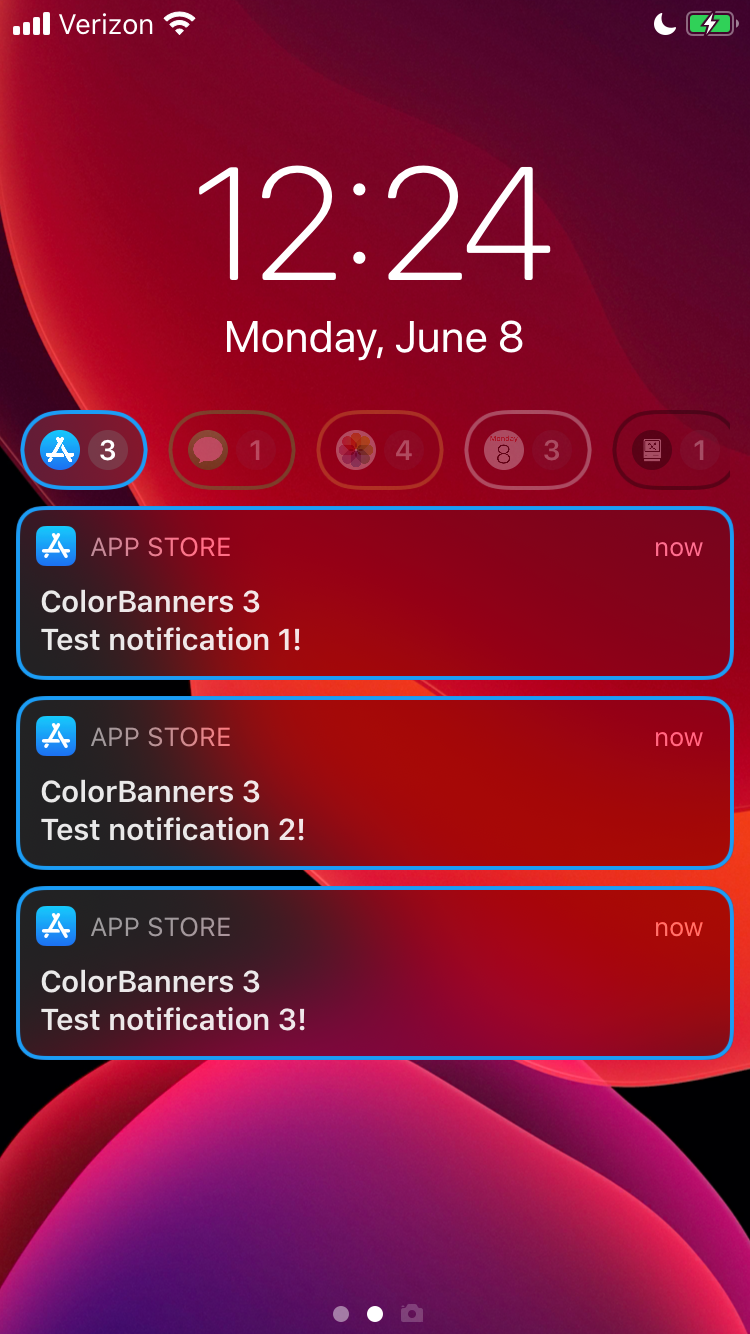 Verizon
12:24
Monday, June 8
3
1
4
Monday
8
3
1
APP STORE now
ColorBanners 3
Test notification 1!
APP STORE now
ColorBanners 3
Test notification 2!
APP STORE now
ColorBanners 3
Test notification 3!